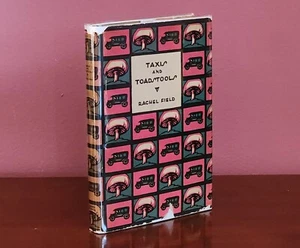 TAXIS
AND
TOADSTOOLS
RACHEL FIELD